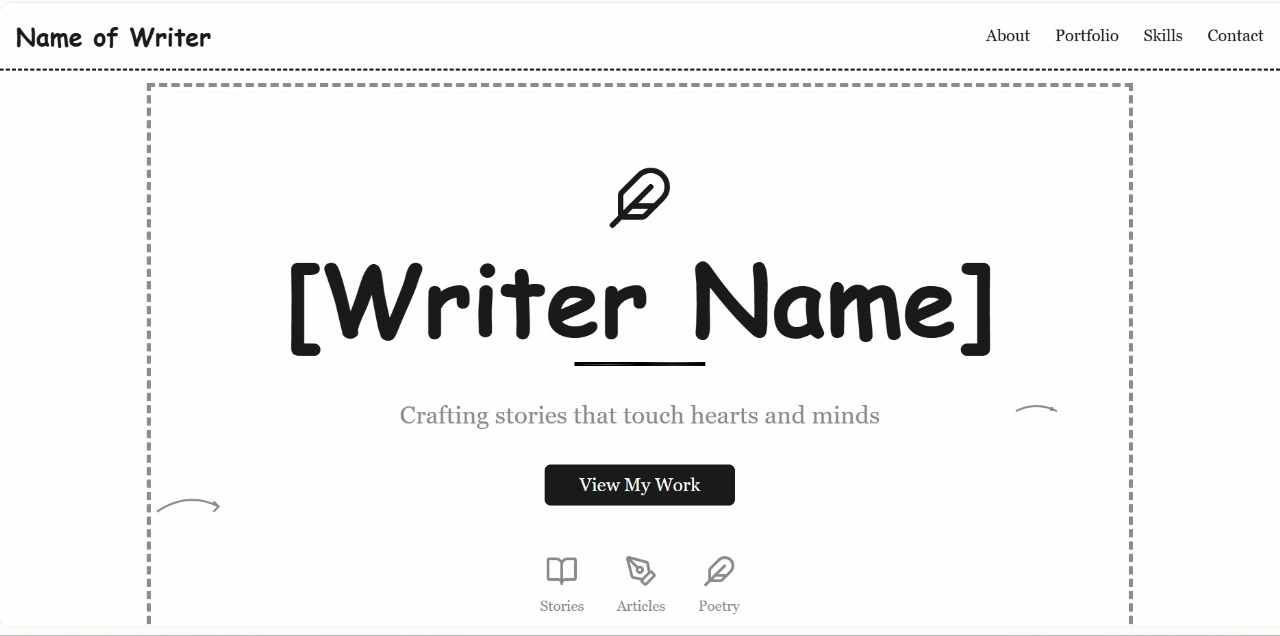 Name of Writer
About Portfolio Skills Contact
[Writer Name]
Crafting stories that touch hearts and minds
View My Work
Stories Articles Poetry